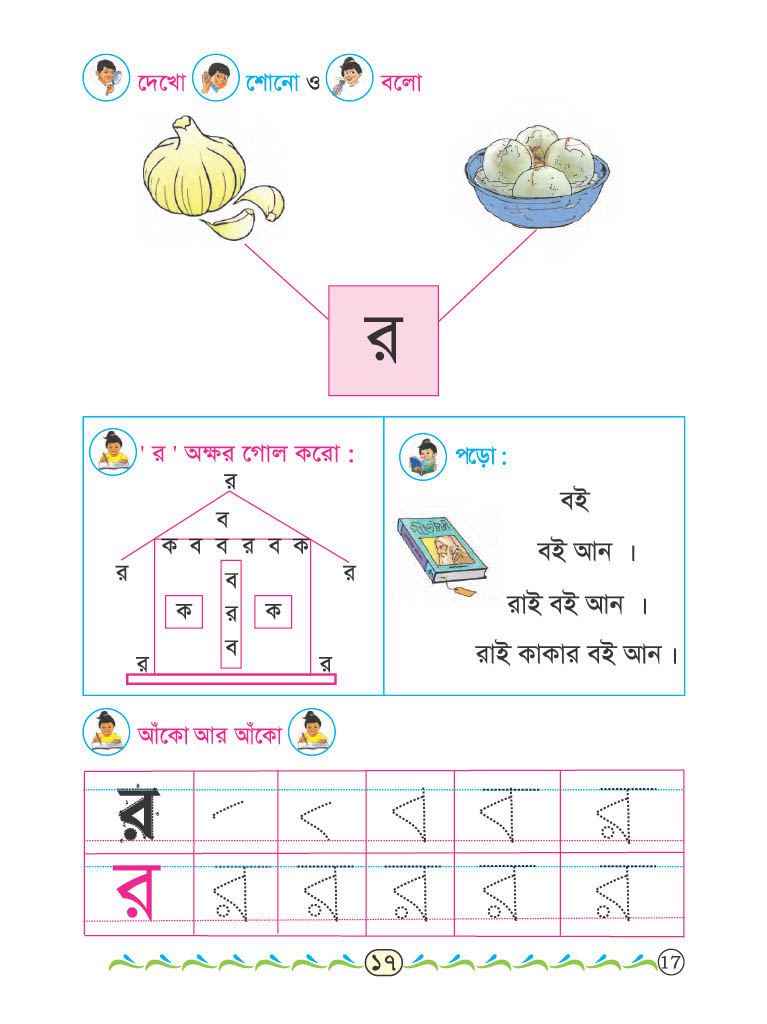 দেখো শোনো ও বলো
র
' র ' অক্ষর গোল করো :
র
ব
ক ব ব র ব ক
র র
ব
ক র ক
ব
র র
পড়ো :
বই
বই আন ।
রাই বই আন ।
রাই কাকার বই আন ।
আঁকো আর আঁকো
র ব ব র
র র র র র র
১৭
17